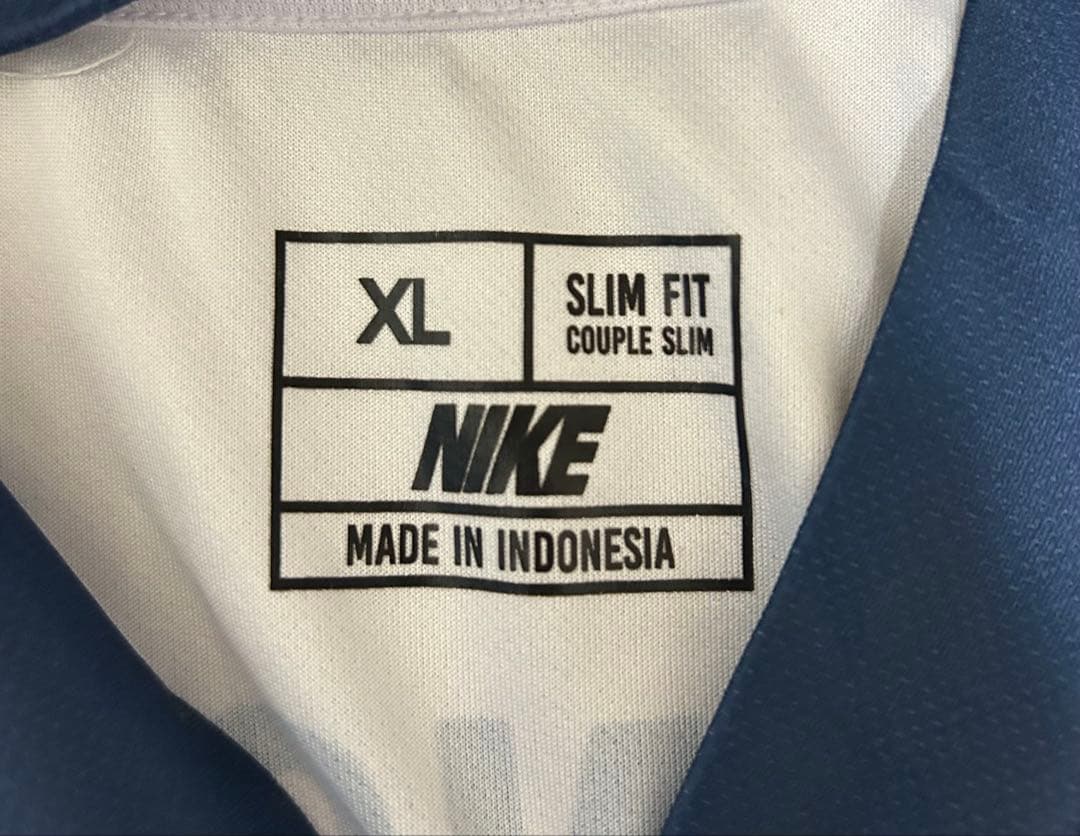 XL
SLIM FIT
COUPLE SLIM
NIKE
MADE IN INDONESIA